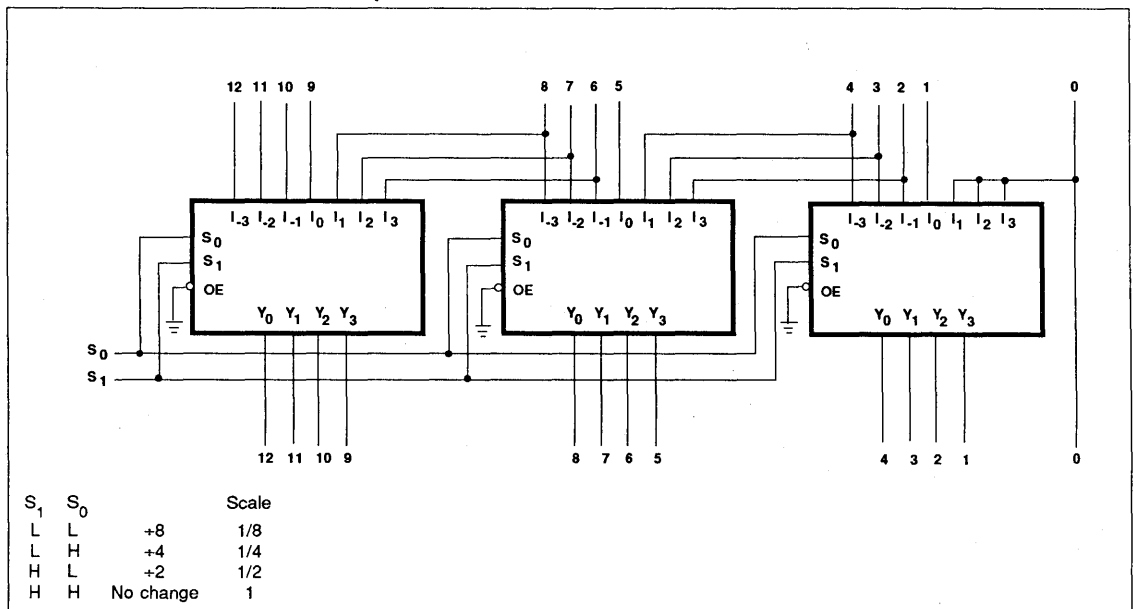 12 11 10 9 8 7 6 5 4 3 2 1 0
I-3 I-2 I-1 I0 I1 I2 I3 I-3 I-2 I-1 I0 I1 I2 I3 I-3 I-2 I-1 I0 I1 I2 I3
S0 S0 S0
S1 S1 S1
OE OE OE
Y0 Y1 Y2 Y3 Y0 Y1 Y2 Y3 Y0 Y1 Y2 Y3
S0
S1
12 11 10 9 8 7 6 5 4 3 2 1 0
S1 S0 Scale
L L ÷8 1/8
L H ÷4 1/4
H L ÷2 1/2
H H No change 1